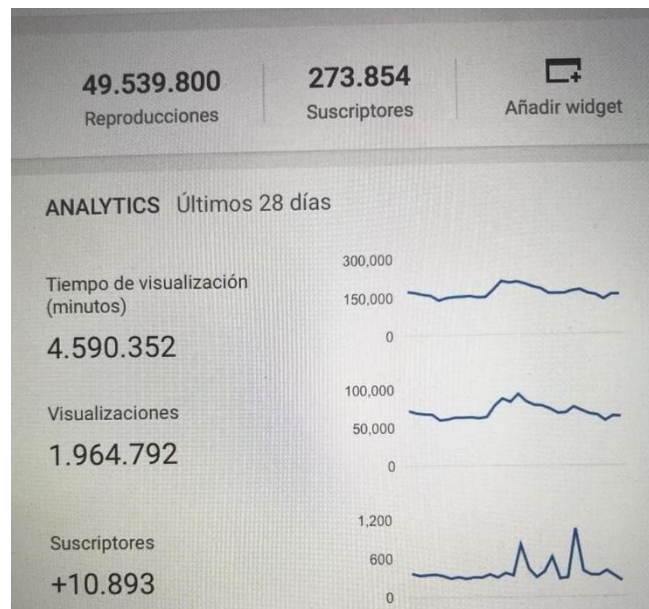 49.539.800
Reproducciones
273.854
Suscriptores
Añadir widget
ANALYTICS Últimos 28 días
Tiempo de visualización
(minutos)
4.590.352
300,000
150,000
0
Visualizaciones
1.964.792
100,000
50,000
0
Suscriptores
+10.893
1,200
600
0